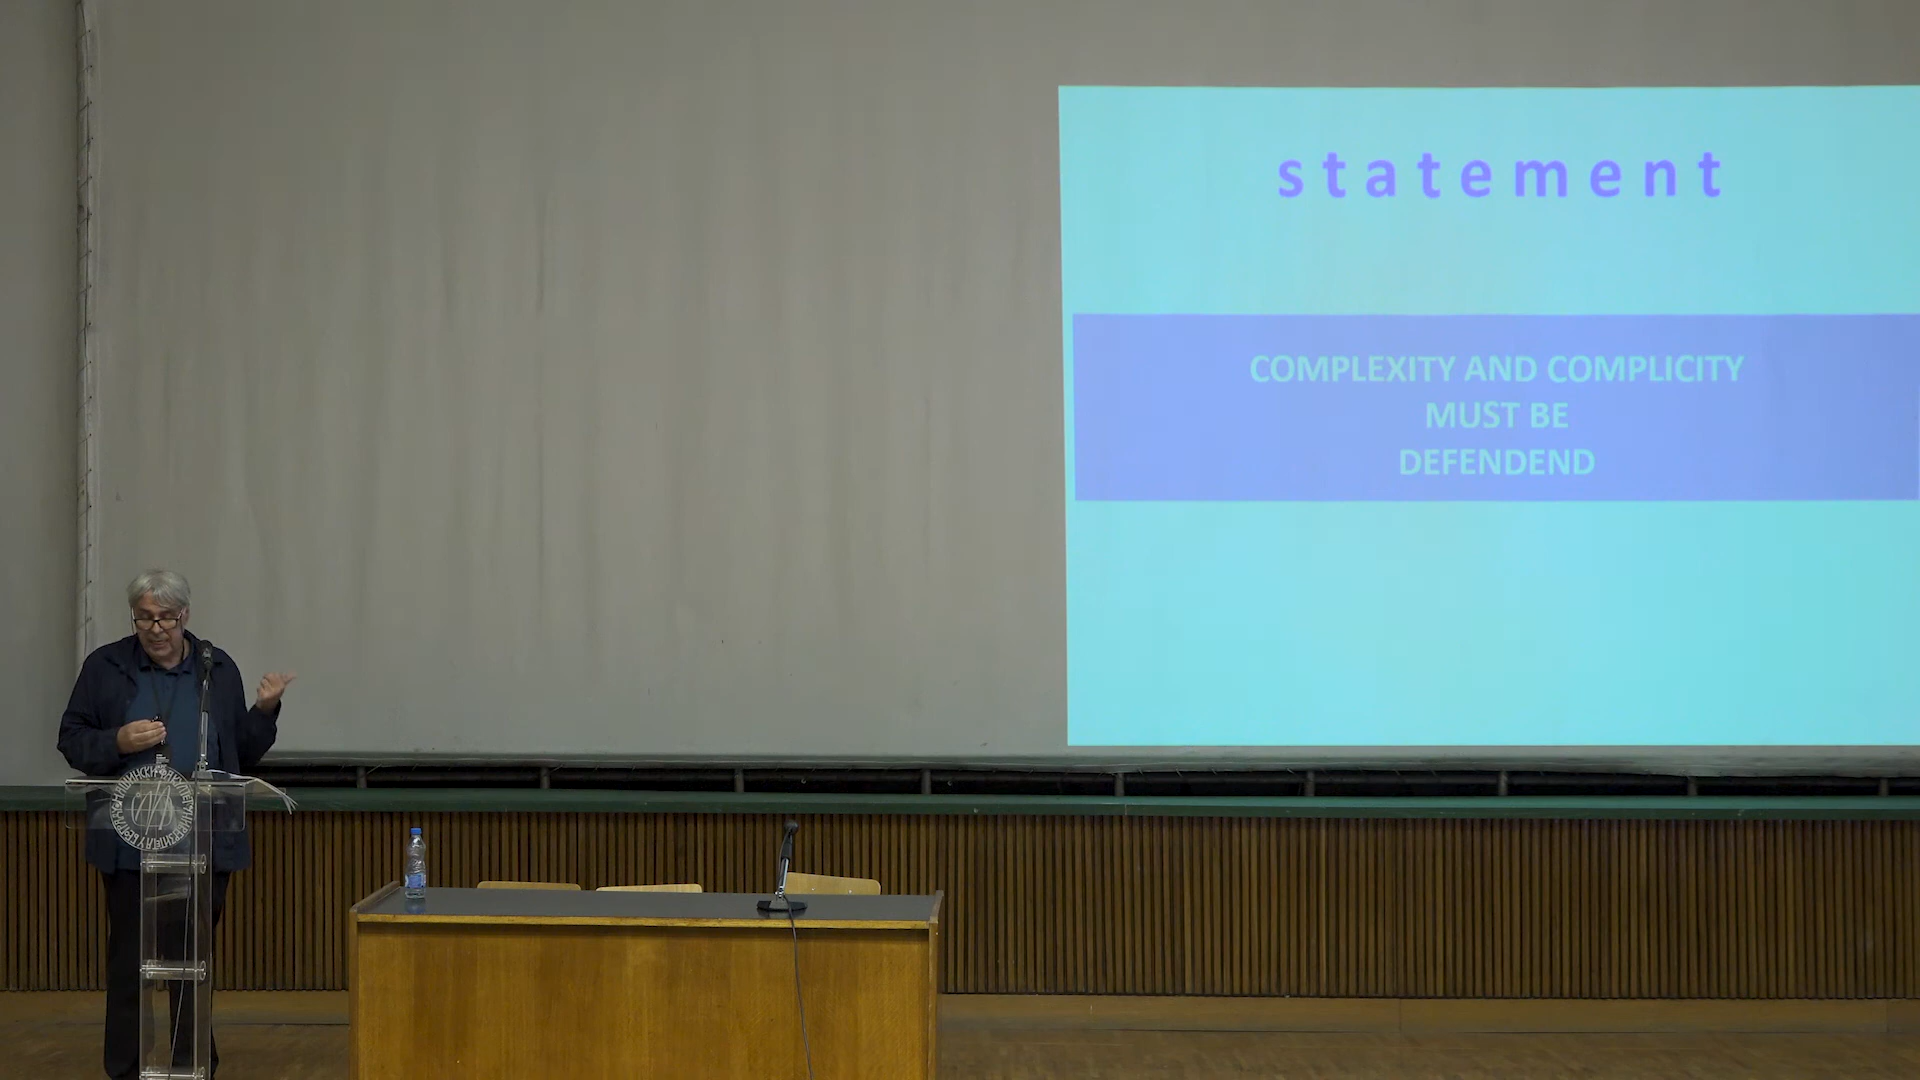 s t a t e m e n t
COMPLEXITY AND COMPLICITY
MUST BE
DEFENDEND